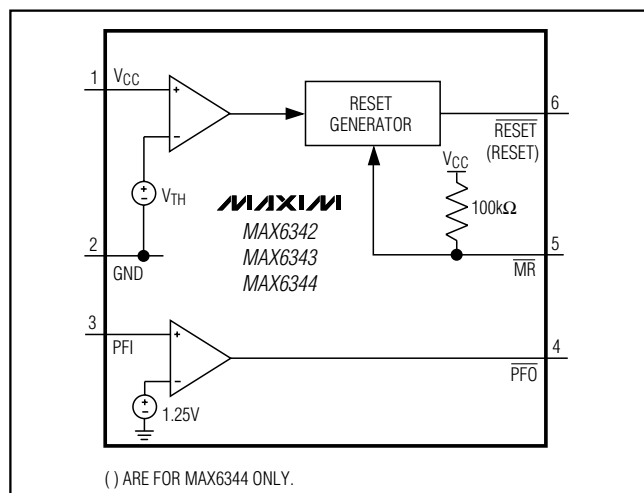 1 VCC
RESET
GENERATOR
6
RESET
(RESET)
VCC
100kΩ
VTH
MAXIM
MAX6342
MAX6343
MAX6344
2
GND
5
MR
3
PFI
4
PFO
1.25V
+
−
+
−
+
−
+
−
( ) ARE FOR MAX6344 ONLY.